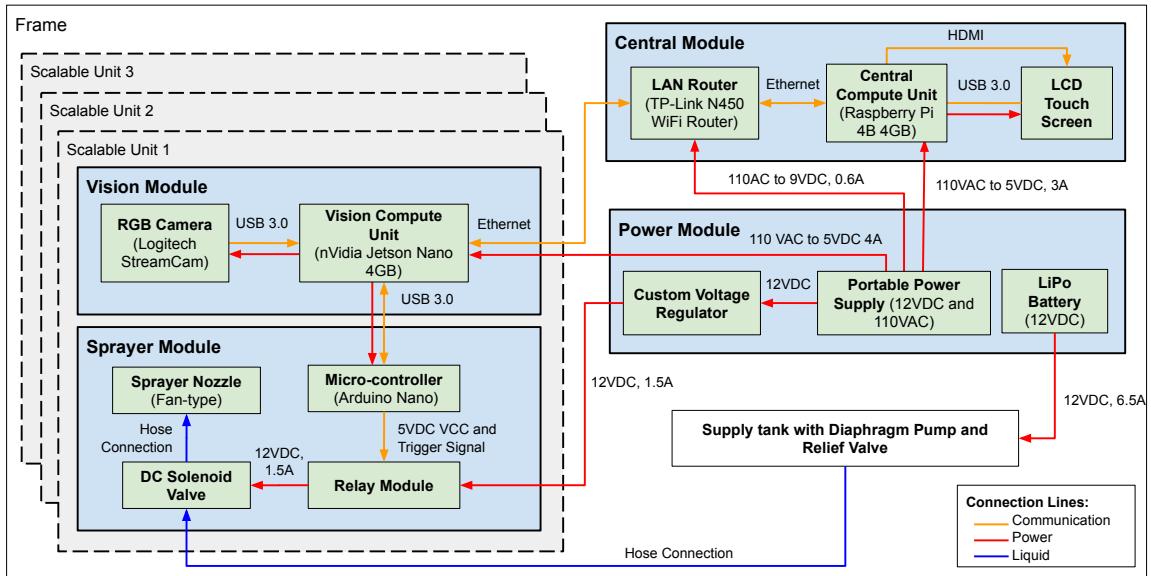 Frame
Scalable Unit 3
Scalable Unit 2
Scalable Unit 1
Vision Module
RGB Camera
(Logitech
StreamCam)
USB 3.0
Vision Compute
Unit
(nVidia Jetson Nano
4GB)
Ethernet
USB 3.0
Sprayer Module
Sprayer Nozzle
(Fan-type)
Micro-controller
(Arduino Nano)
Hose
Connection
5VDC VCC and
Trigger Signal
12VDC,
1.5A
DC Solenoid
Valve
Relay Module
Central Module
HDMI
LAN Router
(TP-Link N450
WiFi Router)
Ethernet
Central
Compute Unit
(Raspberry Pi
4B 4GB)
USB 3.0
LCD
Touch
Screen
110AC to 9VDC, 0.6A
110VAC to 5VDC, 3A
Power Module
110 VAC to 5VDC 4A
Custom Voltage
Regulator
12VDC
Portable Power
Supply (12VDC and
110VAC)
LiPo
Battery
(12VDC)
12VDC, 1.5A
12VDC, 6.5A
Supply tank with Diaphragm Pump and
Relief Valve
Hose Connection
Connection Lines:
Communication
Power
Liquid